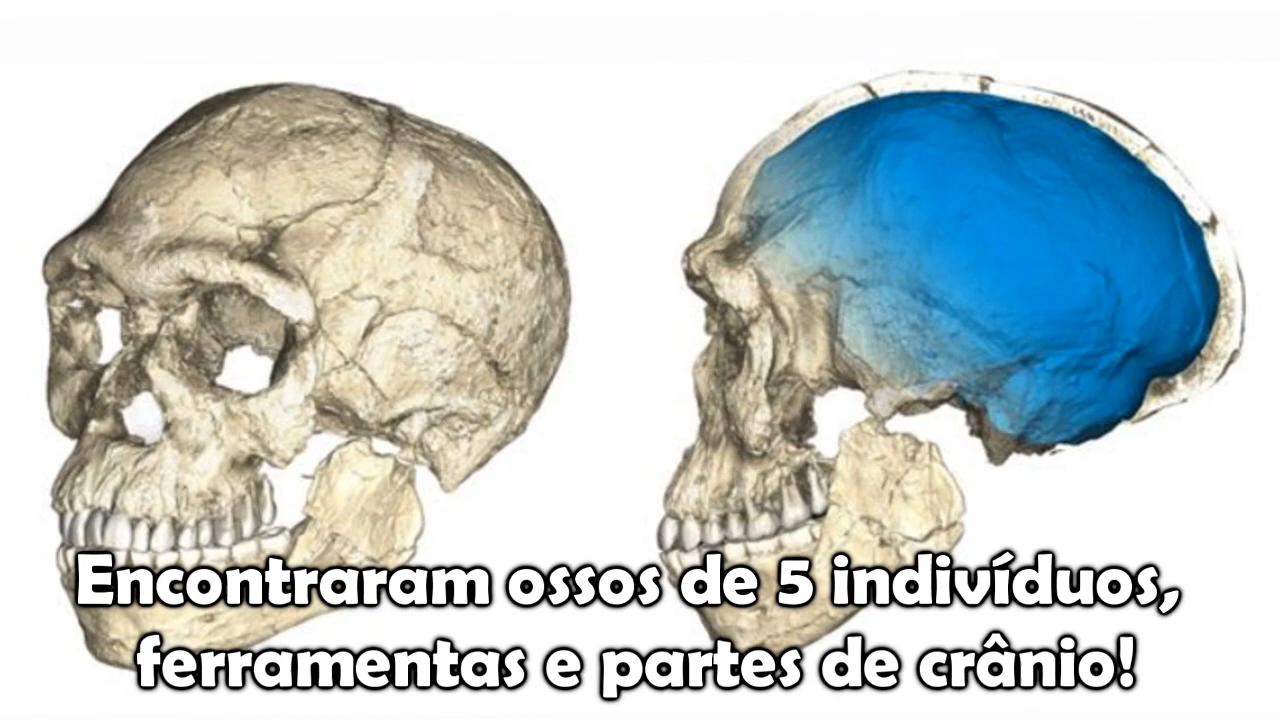 Encontraram ossos de 5 indivíduos,
ferramentas e partes de crânio!